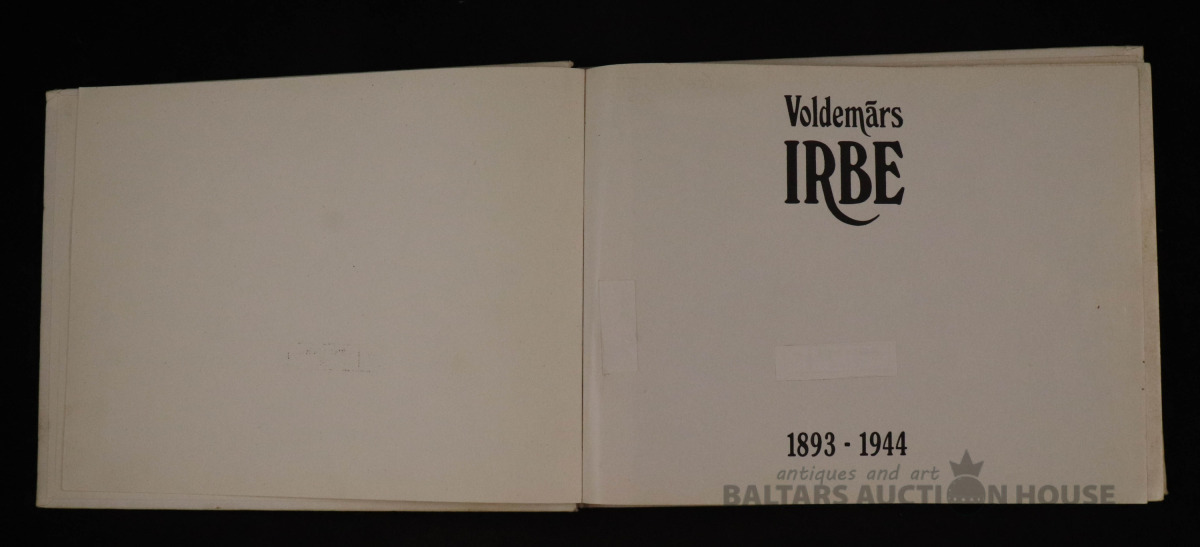 Voldemārs
IRBE
1893 - 1944
antiques and art
BALTARS AUCTION HOUSE